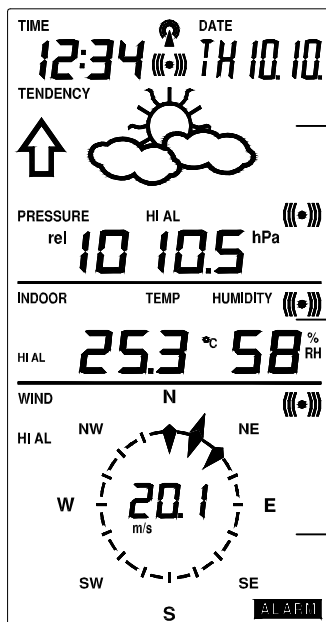 TIME DATE
12:34 TH 10.10.
TENDENCY
PRESSURE HI AL
rel 1010.5 hPa
INDOOR TEMP HUMIDITY
HI AL 25.3 °C 58 % RH
WIND N
HI AL NW NE
W 20.1 E
m/s
SW SE
S
ALARM